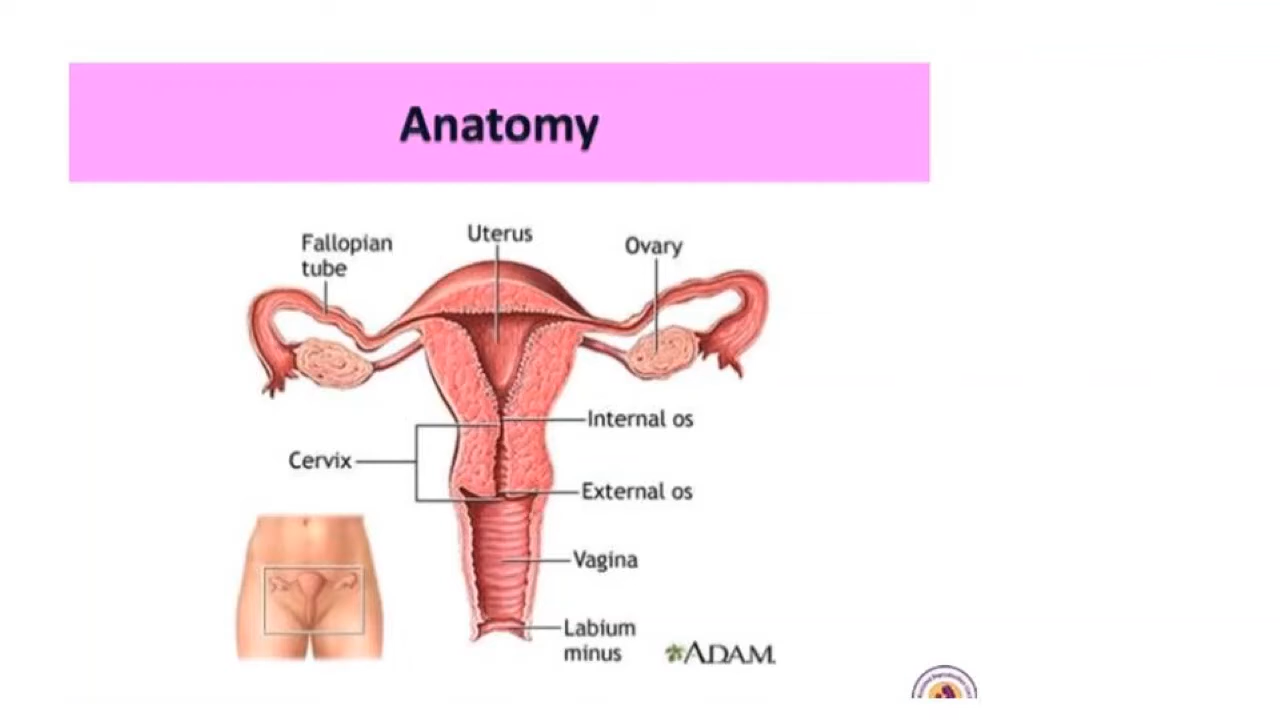 Anatomy
Uterus
Fallopian
tube
Ovary
Internal os
Cervix
External os
Vagina
Labium
minus
ADAM.